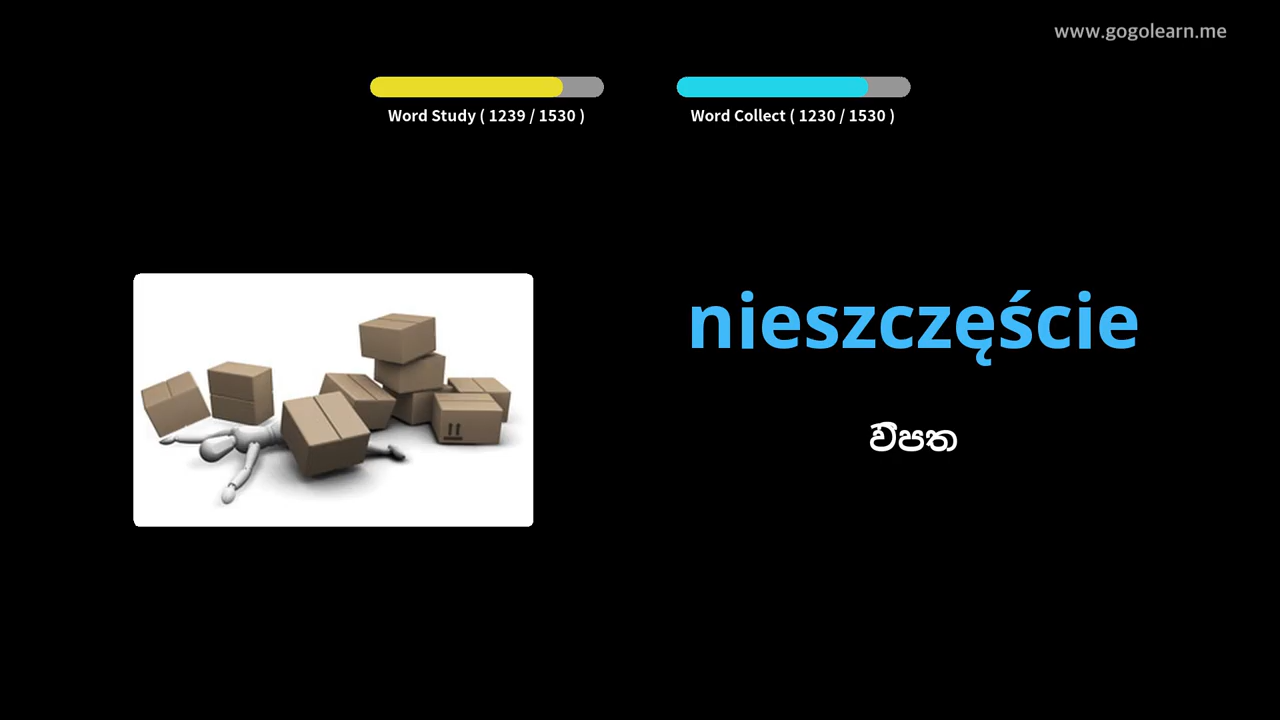 www.gogolearn.me
Word Study ( 1239 / 1530 )
Word Collect ( 1230 / 1530 )
nieszczęście
විපත